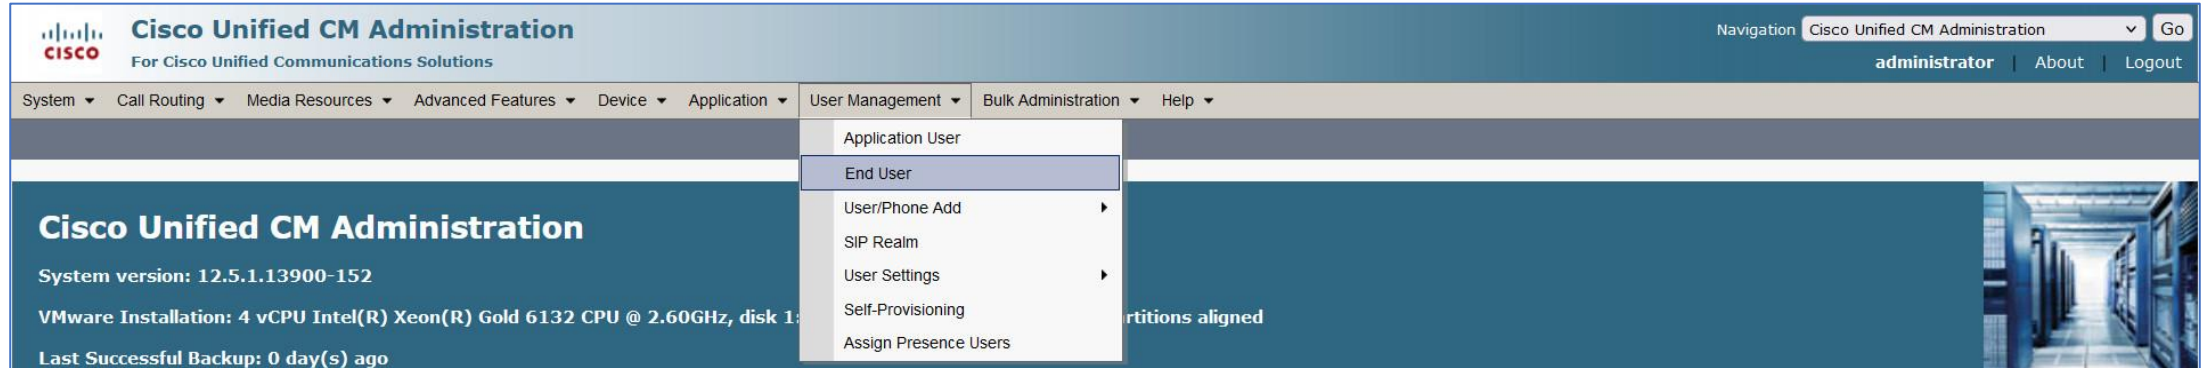 CISCO
Cisco Unified CM Administration
For Cisco Unified Communications Solutions
Navigation Cisco Unified CM Administration Go
administrator | About | Logout
System Call Routing Media Resources Advanced Features Device Application User Management Bulk Administration Help
Application User
End User
User/Phone Add
SIP Realm
User Settings
Self-Provisioning
Assign Presence Users
Cisco Unified CM Administration
System version: 12.5.1.13900-152
VMware Installation: 4 vCPU Intel(R) Xeon(R) Gold 6132 CPU @ 2.60GHz, disk 1: rtitions aligned
Last Successful Backup: 0 day(s) ago